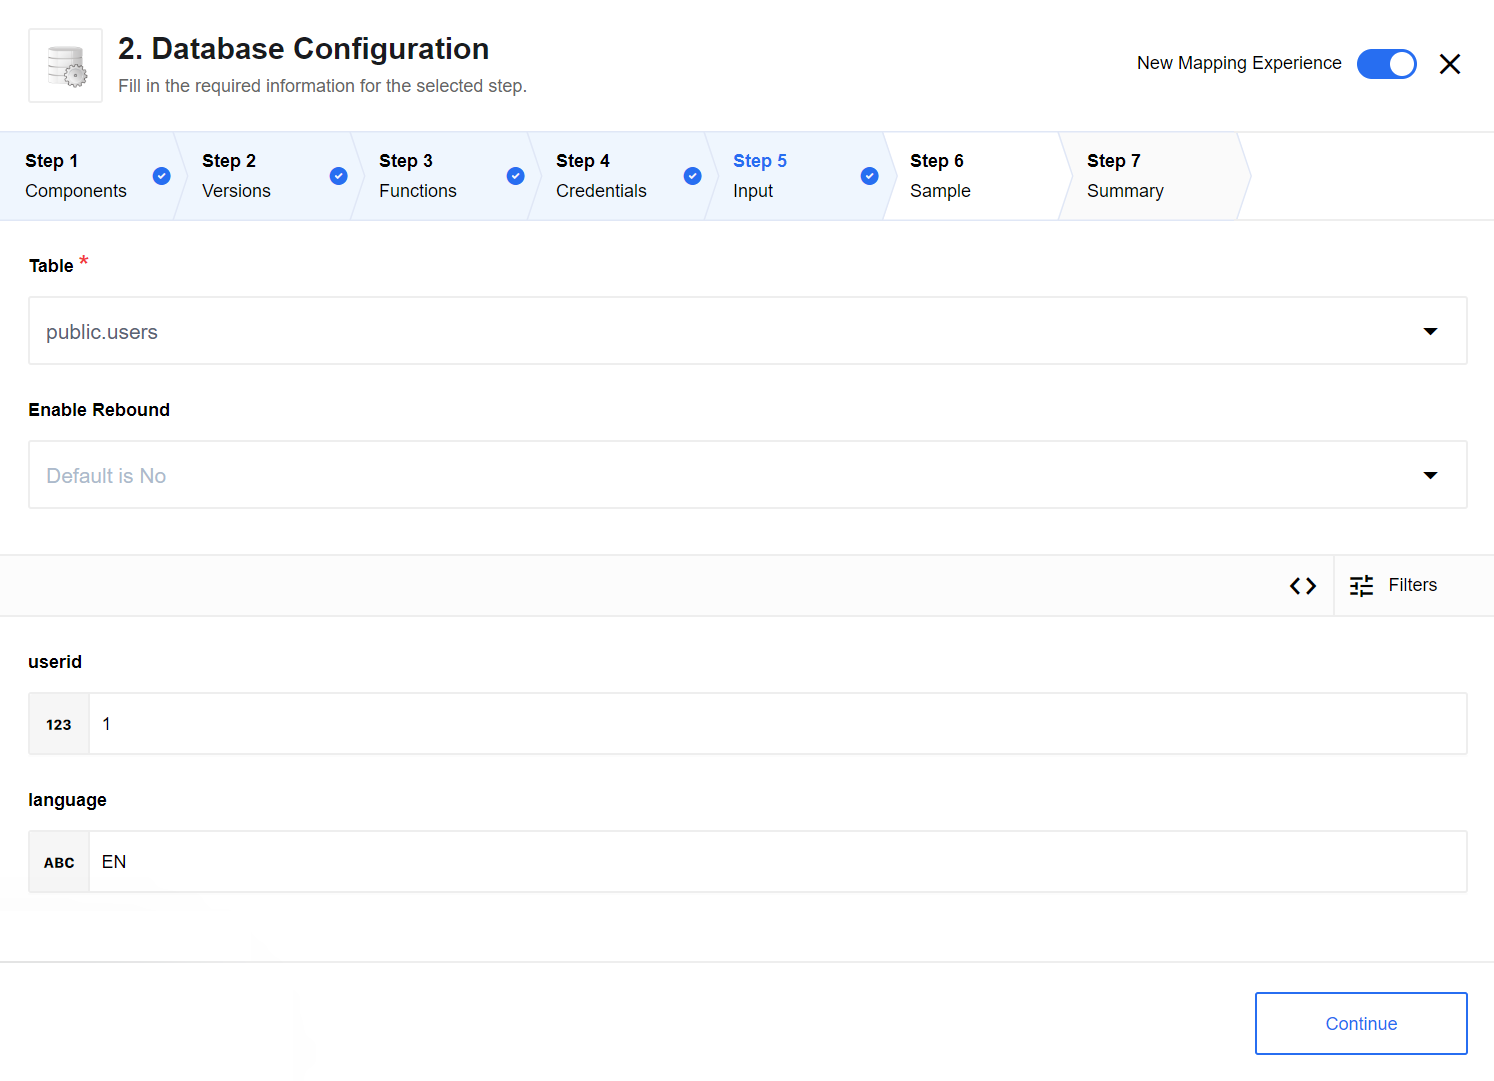 2. Database Configuration
Fill in the required information for the selected step.
New Mapping Experience
Step 1
Components
Step 2
Versions
Step 3
Functions
Step 4
Credentials
Step 5
Input
Step 6
Sample
Step 7
Summary
Table *
public.users
Enable Rebound
Default is No
<> Filters
userid
123 1
language
ABC EN
Continue